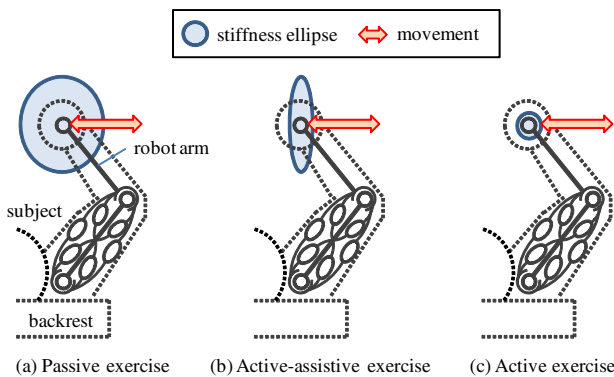 stiffness ellipse movement
robot arm
subject
backrest
(a) Passive exercise (b) Active-assistive exercise (c) Active exercise